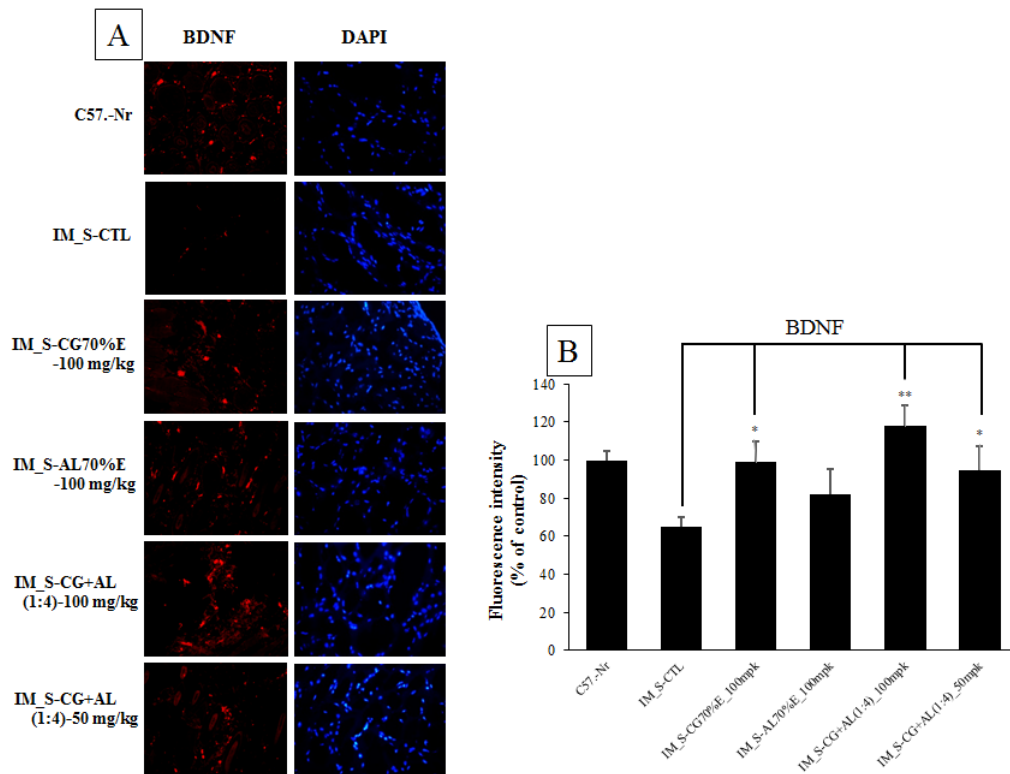 A
BDNF
DAPI
C57.-Nr
IM_S-CTL
IM_S-CG70%E
-100 mg/kg
IM_S-AL70%E
-100 mg/kg
IM_S-CG+AL
(1:4)-100 mg/kg
IM_S-CG+AL
(1:4)-50 mg/kg
B
BDNF
Fluorescence intensity
(% of control)
140
120
100
80
60
40
20
0
*
**
*
C57.-Nr
IM_S-CTL
IM_S-CG70%E_100mpk
IM_S-AL70%E_100mpk
IM_S-CG+AL(1:4)_100mpk
IM_S-CG+AL(1:4)_50mpk